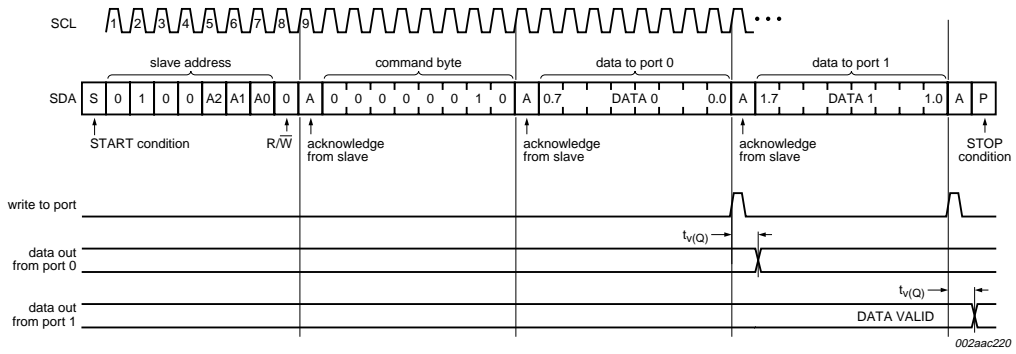 SCL 1 2 3 4 5 6 7 8 9
slave address command byte data to port 0 data to port 1
SDA S 0 1 0 0 A2 A1 A0 0 A 0 0 0 0 0 0 1 0 A 0.7 DATA 0 0.0 A 1.7 DATA 1 1.0 A P
START condition R/W̅ acknowledge from slave acknowledge from slave acknowledge from slave STOP condition
write to port
tv(Q)
data out
from port 0
tv(Q)
data out
from port 1
DATA VALID
002aac220